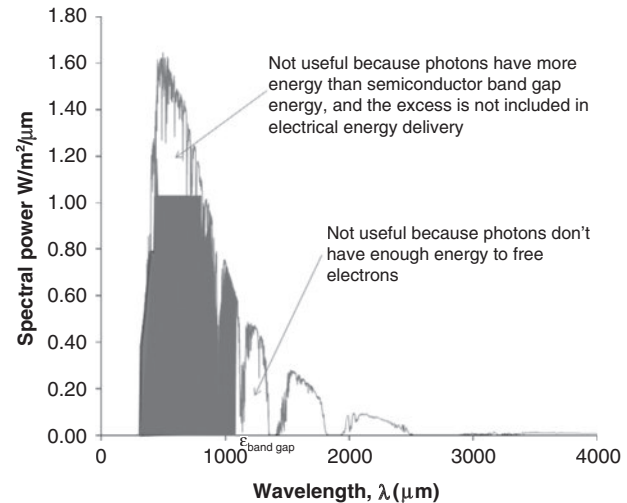 1.80
1.60
1.40
1.20
1.00
0.80
0.60
0.40
0.20
0.00
Spectral power W/m²/μm
Not useful because photons have more
energy than semiconductor band gap
energy, and the excess is not included in
electrical energy delivery
Not useful because photons don't
have enough energy to free
electrons
εband gap
0 1000 2000 3000 4000
Wavelength, λ(μm)